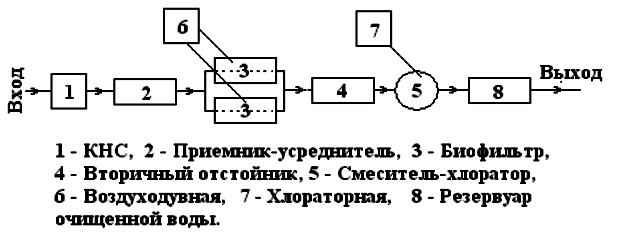 6
7
3
3
Вход
1
2
4
5
8
Выход
1 - КНС, 2 - Приемник-усреднитель, 3 - Биофильтр,
4 - Вторичный отстойник, 5 - Смеситель-хлоратор,
6 - Воздуходувная, 7 - Хлораторная, 8 - Резервуар
очищенной воды.